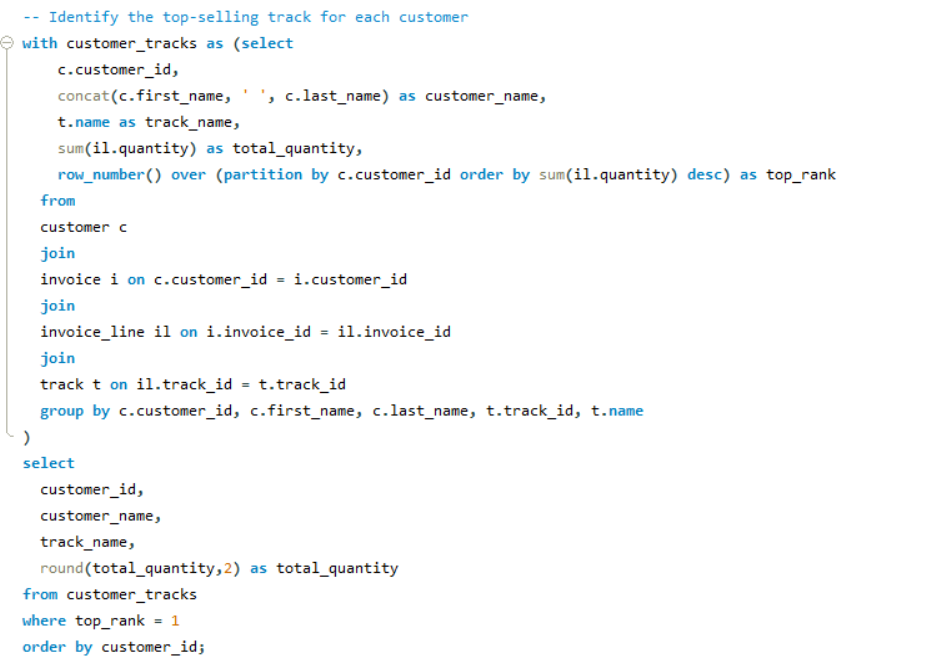 -- Identify the top-selling track for each customer
with customer_tracks as (select
c.customer_id,
concat(c.first_name, ' ', c.last_name) as customer_name,
t.name as track_name,
sum(il.quantity) as total_quantity,
row_number() over (partition by c.customer_id order by sum(il.quantity) desc) as top_rank
from
customer c
join
invoice i on c.customer_id = i.customer_id
join
invoice_line il on i.invoice_id = il.invoice_id
join
track t on il.track_id = t.track_id
group by c.customer_id, c.first_name, c.last_name, t.track_id, t.name
)
select
customer_id,
customer_name,
track_name,
round(total_quantity,2) as total_quantity
from customer_tracks
where top_rank = 1
order by customer_id;